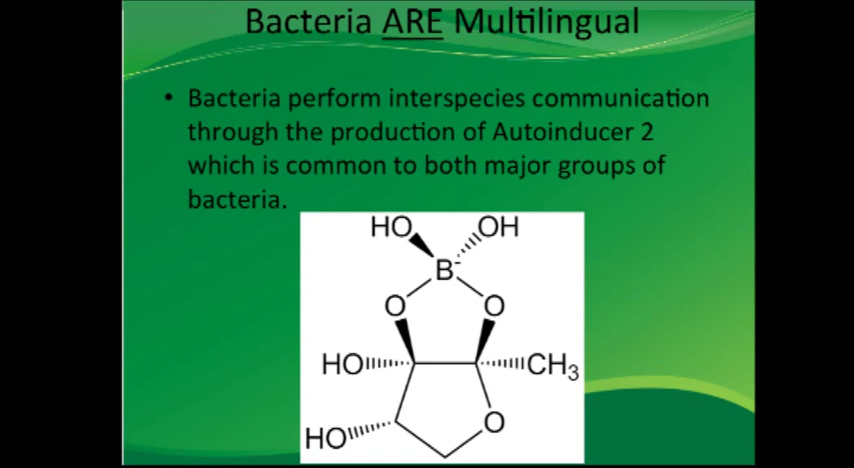 Bacteria ARE Multilingual
• Bacteria perform interspecies communication
through the production of Autoinducer 2
which is common to both major groups of
bacteria.
HO OH
B-
O O
HO CH3
HO O